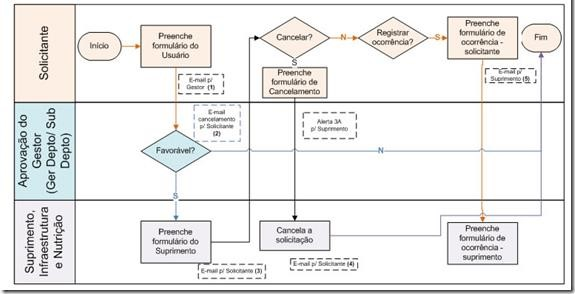 Solicitante
Início
Preenche
formulário do
Usuário
Cancelar?
N
Registrar
ocorrência?
S
Preenche
formulário de
ocorrência -
solicitante
Fim
S
Preenche
formulário de
Cancelamento
E-mail p/
Gestor (1)
E-mail p/
Suprimento (5)
Aprovação do
Gestor
(Ger Depto/ Sub
Depto)
E-mail
cancelamento
p/ Solicitante
(2)
Alerta 3A
p/ Suprimento
Favorável?
N
S
Suprimento,
Infraestrutura
e Nutrição
Preenche
formulário do
Suprimento
Cancela a
solicitação
Preenche
formulário de
ocorrência -
suprimento
E-mail p/ Solicitante (3)
E-mail p/ Solicitante (4)